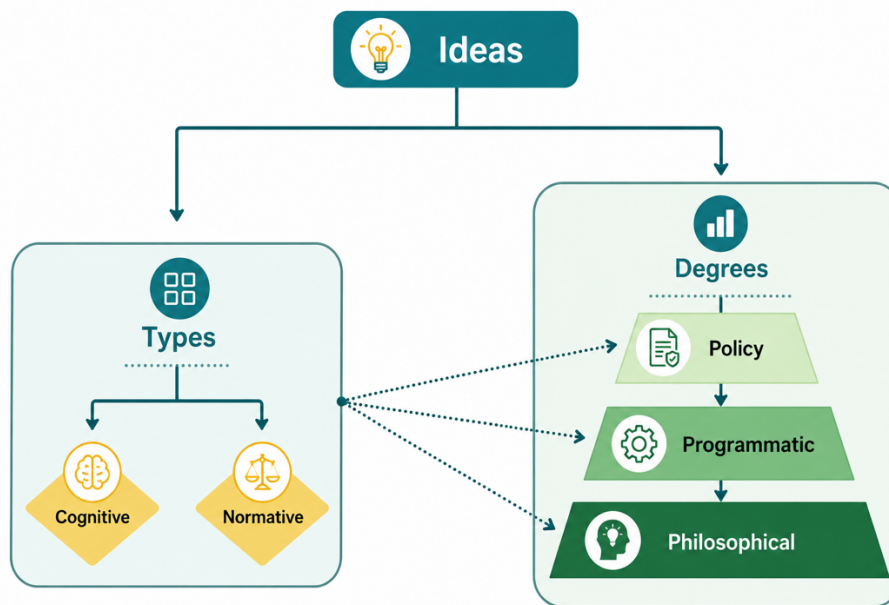 Ideas
Types
Cognitive
Normative
Degrees
Policy
Programmatic
Philosophical